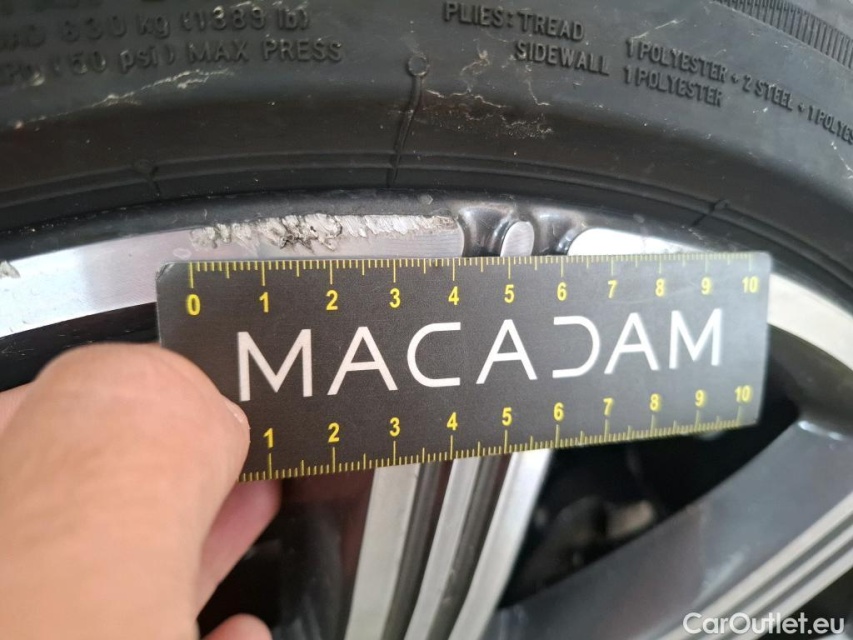 630 kg (1389 lb)
(50 psi) MAX PRESS
PLIES: TREAD
SIDEWALL
1 POLYESTER + 2 STEEL + 1 POLYES
1 POLYESTER
0 1 2 3 4 5 6 7 8 9 10
MACADAM
1 2 3 4 5 6 7 8 9 10
CarOutlet.eu